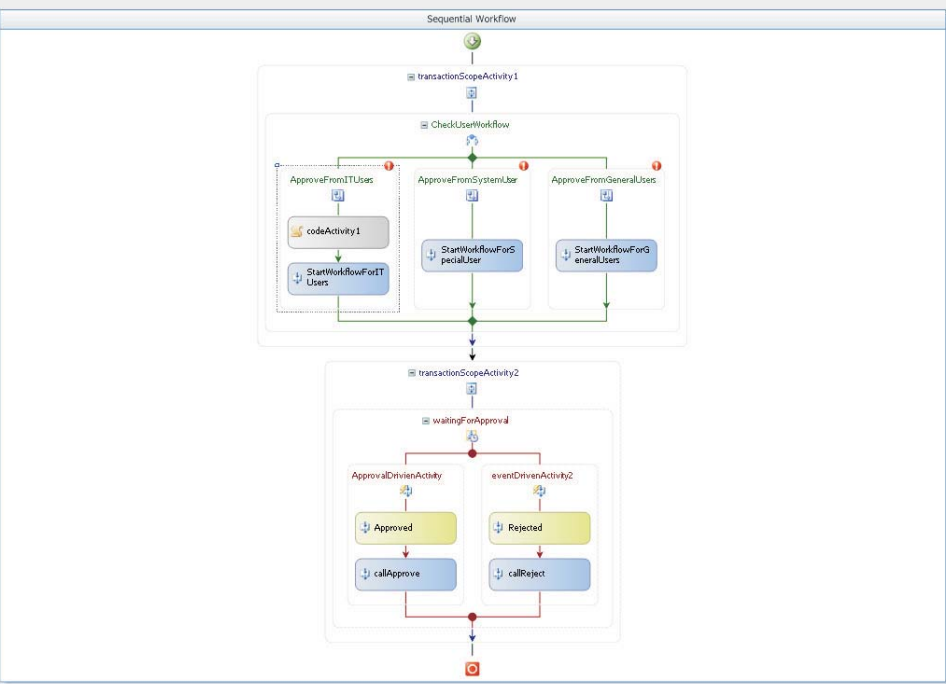 Sequential Workflow
transactionScopeActivity1
CheckUserWorkflow
ApproveFromITUsers
ApproveFromSystemUser
ApproveFromGeneralUsers
codeActivity1
StartWorkflowForS
pecialUser
StartWorkflowForG
eneralUsers
StartWorkflowForIT
Users
transactionScopeActivity2
waitingForApproval
ApprovalDrivienActivity
eventDrivenActivity2
Approved
Rejected
callApprove
callReject